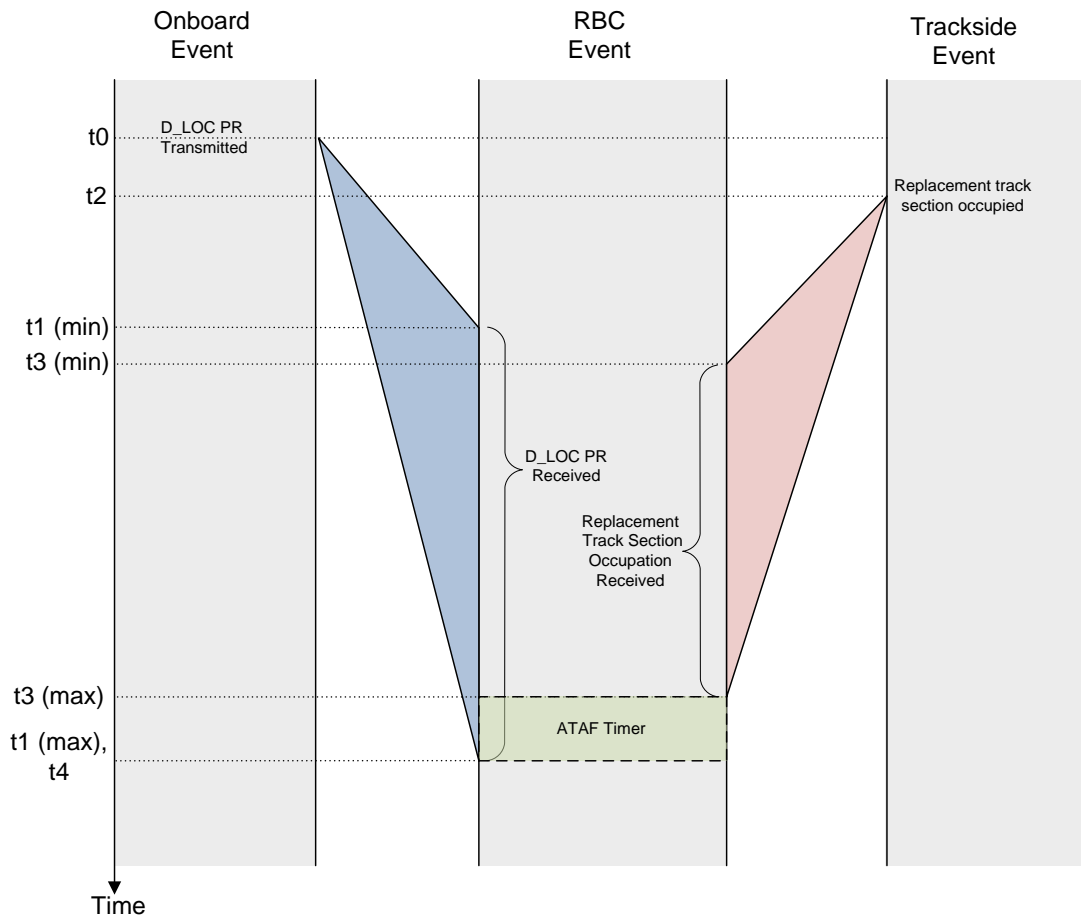 Onboard
Event
RBC
Event
Trackside
Event
t0
D_LOC PR
Transmitted
t2
Replacement track
section occupied
t1 (min)
t3 (min)
D_LOC PR
Received
Replacement
Track Section
Occupation
Received
t3 (max)
ATAF Timer
t1 (max),
t4
Time